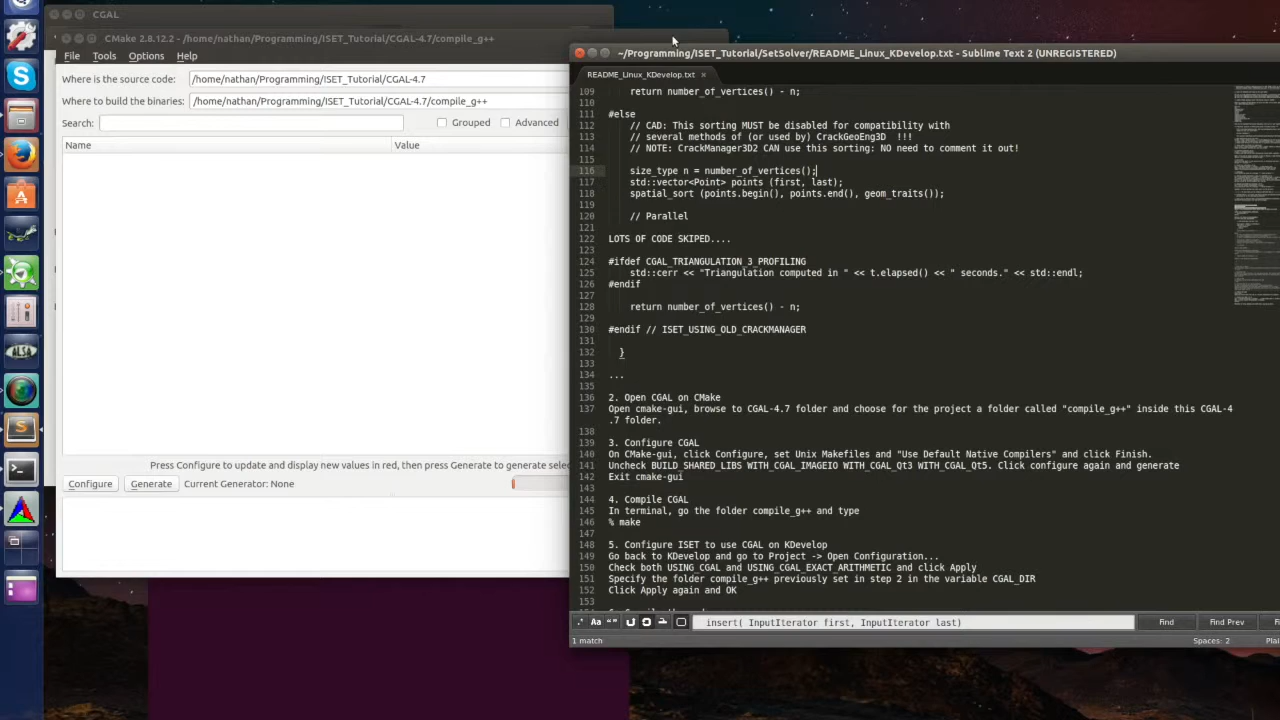 CGAL
CMake 2.8.12.2 - /home/nathan/Programming/ISET_Tutorial/CGAL-4.7/compile_g++
File Tools Options Help
Where is the source code: /home/nathan/Programming/ISET_Tutorial/CGAL-4.7
Where to build the binaries: /home/nathan/Programming/ISET_Tutorial/CGAL-4.7/compile_g++
Search: Grouped Advanced
Name Value
Press Configure to update and display new values in red, then press Generate to generate selec
Configure Generate Current Generator: None
~/Programming/ISET_Tutorial/SetSolver/README_Linux_KDevelop.txt - Sublime Text 2 (UNREGISTERED)
README_Linux_KDevelop.txt ×
109 return number_of_vertices() - n;
110
111 #else
112 // CAD: This sorting MUST be disabled for compatibility with
113 // several methods of (or used by) CrackGeoEng3D !!!
114 // NOTE: CrackManager3D2 CAN use this sorting: NO need to comment it out!
115
116 size_type n = number_of_vertices();
117 std::vector<Point> points (first, last);
118 spatial_sort (points.begin(), points.end(), geom_traits());
119
120 // Parallel
121
122 LOTS OF CODE SKIPED....
123
124 #ifdef CGAL_TRIANGULATION_3_PROFILING
125 std::cerr << "Triangulation computed in " << t.elapsed() << " seconds." << std::endl;
126 #endif
127
128 return number_of_vertices() - n;
129
130 #endif // ISET_USING_OLD_CRACKMANAGER
131
132 }
133
134 ...
135
136 2. Open CGAL on CMake
137 Open cmake-gui, browse to CGAL-4.7 folder and choose for the project a folder called "compile_g++" inside this CGAL-4
.7 folder.
138
139 3. Configure CGAL
140 On CMake-gui, click Configure, set Unix Makefiles and "Use Default Native Compilers" and click Finish.
141 Uncheck BUILD_SHARED_LIBS WITH_CGAL_IMAGEIO WITH_CGAL_Qt3 WITH_CGAL_Qt5. Click configure again and generate
142 Exit cmake-gui
143
144 4. Compile CGAL
145 In terminal, go the folder compile_g++ and type
146 % make
147
148 5. Configure ISET to use CGAL on KDevelop
149 Go back to KDevelop and go to Project -> Open Configuration...
150 Check both USING_CGAL and USING_CGAL_EXACT_ARITHMETIC and click Apply
151 Specify the folder compile_g++ previously set in step 2 in the variable CGAL_DIR
152 Click Apply again and OK
153
.* Aa “” insert( InputIterator first, InputIterator last) Find Find Prev
1 match Spaces: 2 Plai